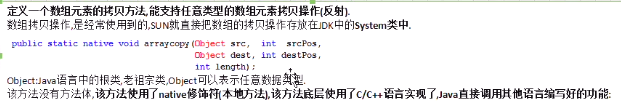 定义一个数组元素的拷贝方法,能支持任意类型的数组元素拷贝操作(反射).
数组拷贝操作,是经常使用到的,SUN就直接把数组的拷贝操作存放在JDK中的System类中.
public static native void arraycopy(Object src,  int  srcPos,
Object dest, int destPos,
int length);
Object:Java语言中的根类,老祖宗类,Object可以表示任意数据类型.
该方法没有方法体,该方法使用了native修饰符(本地方法),该方法底层使用了C/C++语言实现了,Java直接调用其他语言编写好的功能: